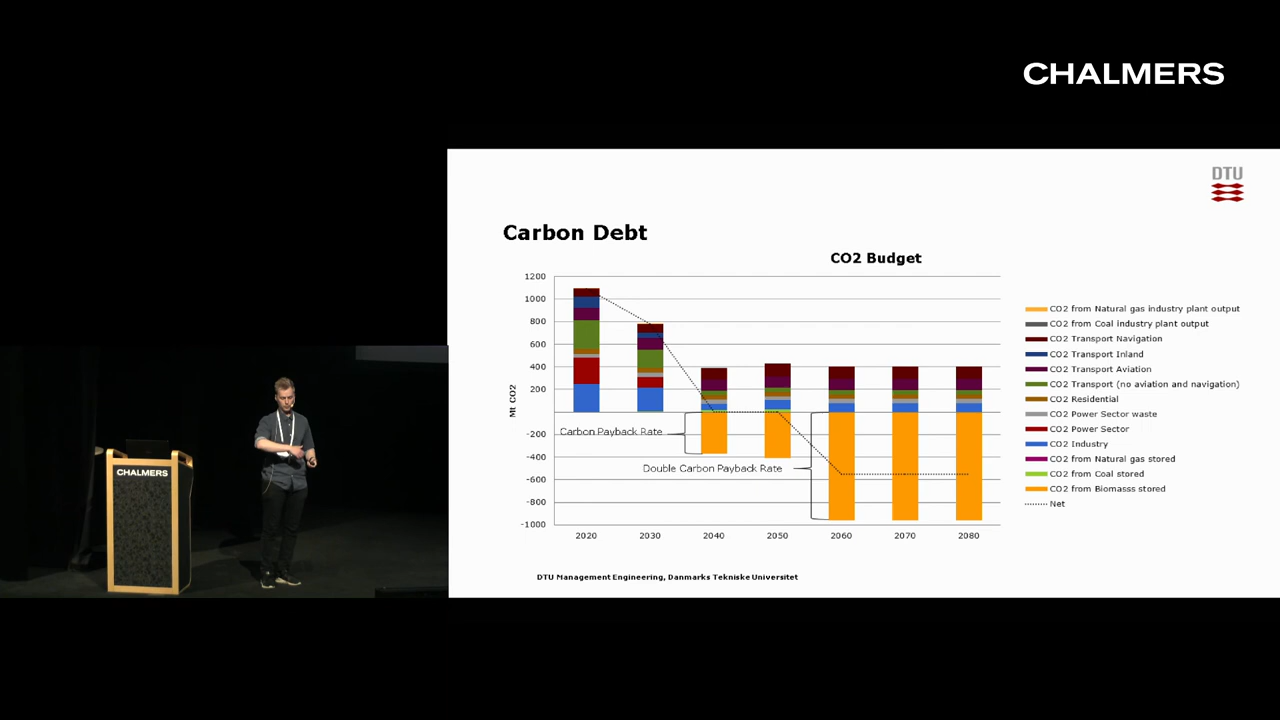 CHALMERS
DTU
Carbon Debt
CO2 Budget
Mt CO2
1200
1000
800
600
400
200
-200
-400
-600
-800
-1000
Carbon Payback Rate
Double Carbon Payback Rate
2020 2030 2040 2050 2060 2070 2080
CO2 from Natural gas industry plant output
CO2 from Coal industry plant output
CO2 Transport Navigation
CO2 Transport Inland
CO2 Transport Aviation
CO2 Transport (no aviation and navigation)
CO2 Residential
CO2 Power Sector waste
CO2 Power Sector
CO2 Industry
CO2 from Natural gas stored
CO2 from Coal stored
CO2 from Biomasss stored
Net
DTU Management Engineering, Danmarks Tekniske Universitet
CHALMERS